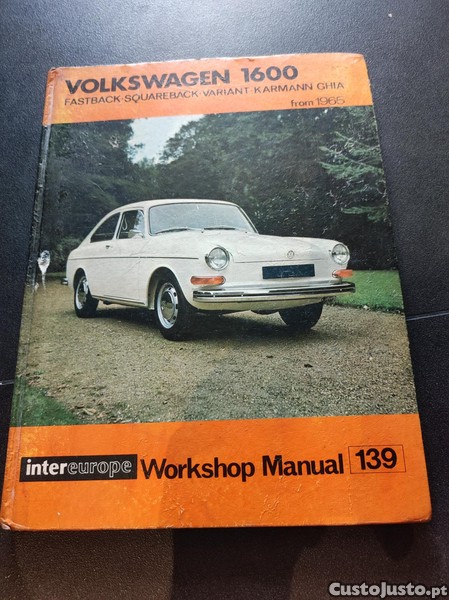 VOLKSWAGEN 1600
FASTBACK·SQUAREBACK·VARIANT·KARMANN GHIA
from 1965
intereurope Workshop Manual 139
CustoJusto.pt